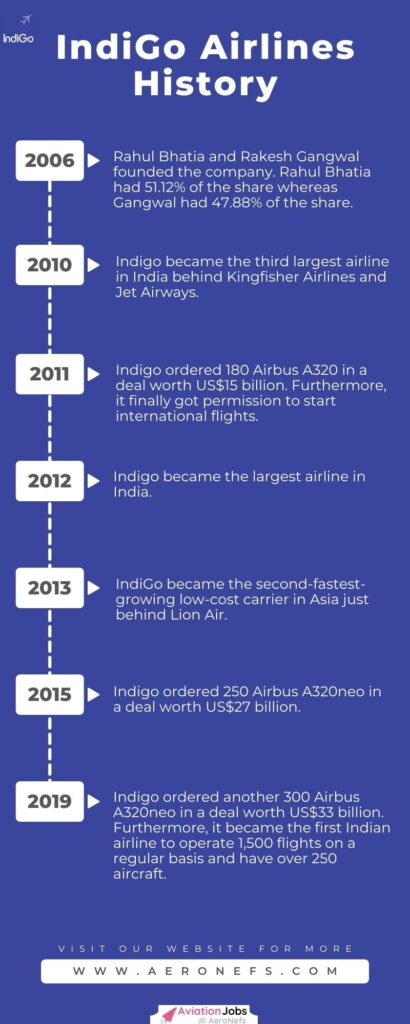 IndiGo
IndiGo Airlines
History
2006
Rahul Bhatia and Rakesh Gangwal
founded the company. Rahul Bhatia
had 51.12% of the share whereas
Gangwal had 47.88% of the share.
2010
Indigo became the third largest airline
in India behind Kingfisher Airlines and
Jet Airways.
2011
Indigo ordered 180 Airbus A320 in a
deal worth US$15 billion. Furthermore,
it finally got permission to start
international flights.
2012
Indigo became the largest airline in
India.
2013
IndiGo became the second-fastest-
growing low-cost carrier in Asia just
behind Lion Air.
2015
Indigo ordered 250 Airbus A320neo in
a deal worth US$27 billion.
2019
Indigo ordered another 300 Airbus
A320neo in a deal worth US$33 billion.
Furthermore, it became the first Indian
airline to operate 1,500 flights on a
regular basis and have over 250
aircraft.
VISIT OUR WEBSITE FOR MORE
WWW.AERONEFS.COM
AviationJobs
@ AeroNefs